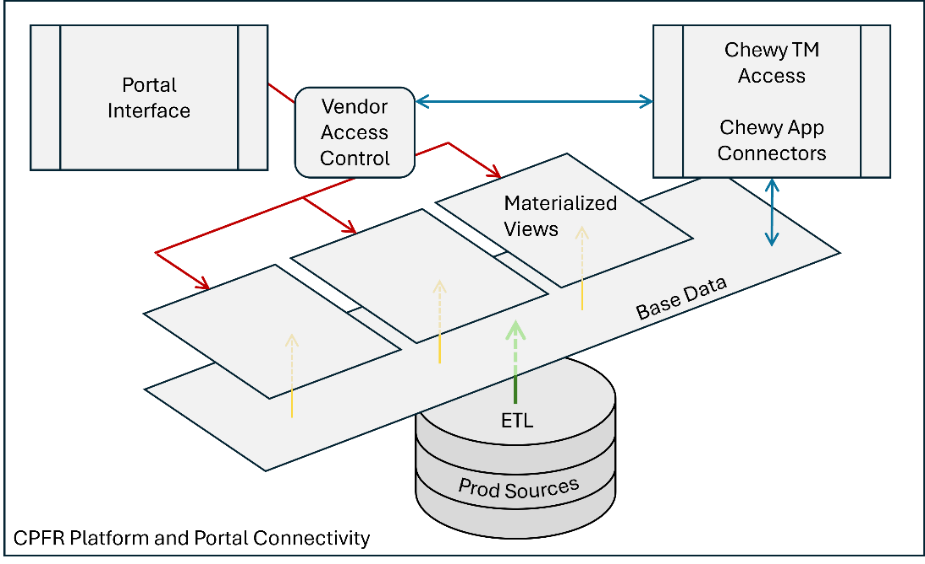 Portal
Interface
Vendor
Access
Control
Chewy TM
Access
Chewy App
Connectors
Materialized
Views
Base Data
ETL
Prod Sources
CPFR Platform and Portal Connectivity